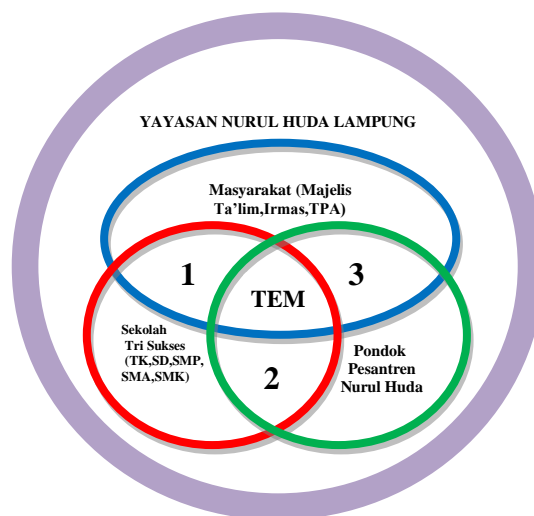 YAYASAN NURUL HUDA LAMPUNG
Masyarakat (Majelis
Ta'lim,Irmas,TPA)
1
3
TEM
Sekolah
Tri Sukses
(TK,SD,SMP,
SMA,SMK)
2
Pondok
Pesantren
Nurul Huda